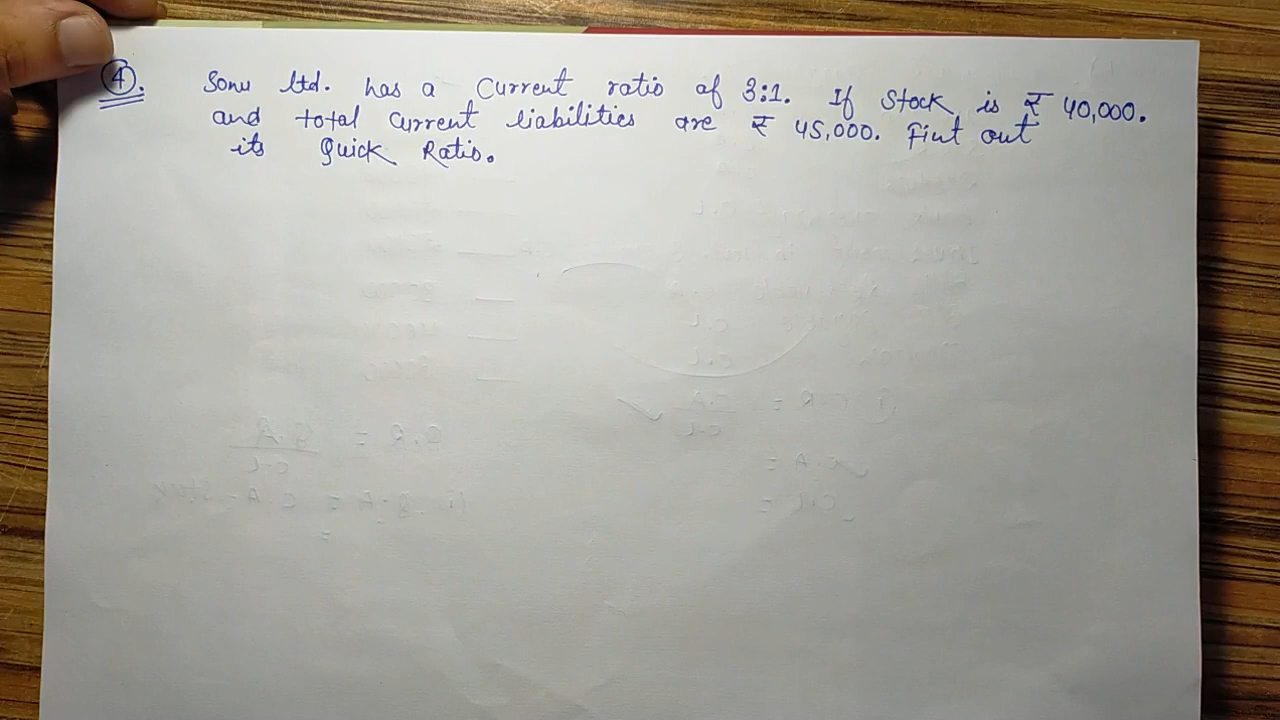 ④. Sonu ltd. has a Current ratio of 3:1. If Stock is ₹ 40,000.
and total Current liabilities are ₹ 45,000. Fint out
its Quick Ratio.